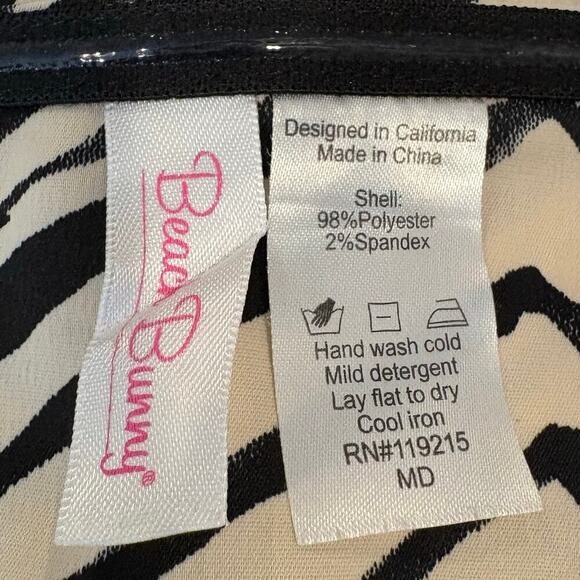 Beach Bunny®
Designed in California
Made in China
Shell:
98%Polyester
2%Spandex
Hand wash cold
Mild detergent
Lay flat to dry
Cool iron
RN#119215
MD